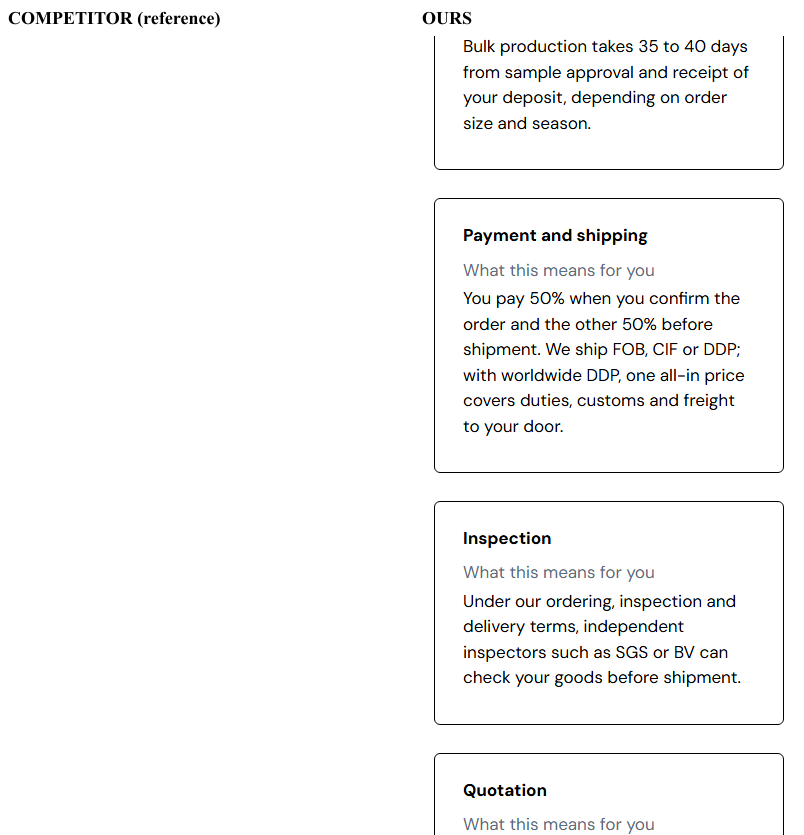 COMPETITOR (reference)
OURS
Bulk production takes 35 to 40 days
from sample approval and receipt of
your deposit, depending on order
size and season.
Payment and shipping
What this means for you
You pay 50% when you confirm the
order and the other 50% before
shipment. We ship FOB, CIF or DDP;
with worldwide DDP, one all-in price
covers duties, customs and freight
to your door.
Inspection
What this means for you
Under our ordering, inspection and
delivery terms, independent
inspectors such as SGS or BV can
check your goods before shipment.
Quotation
What this means for you